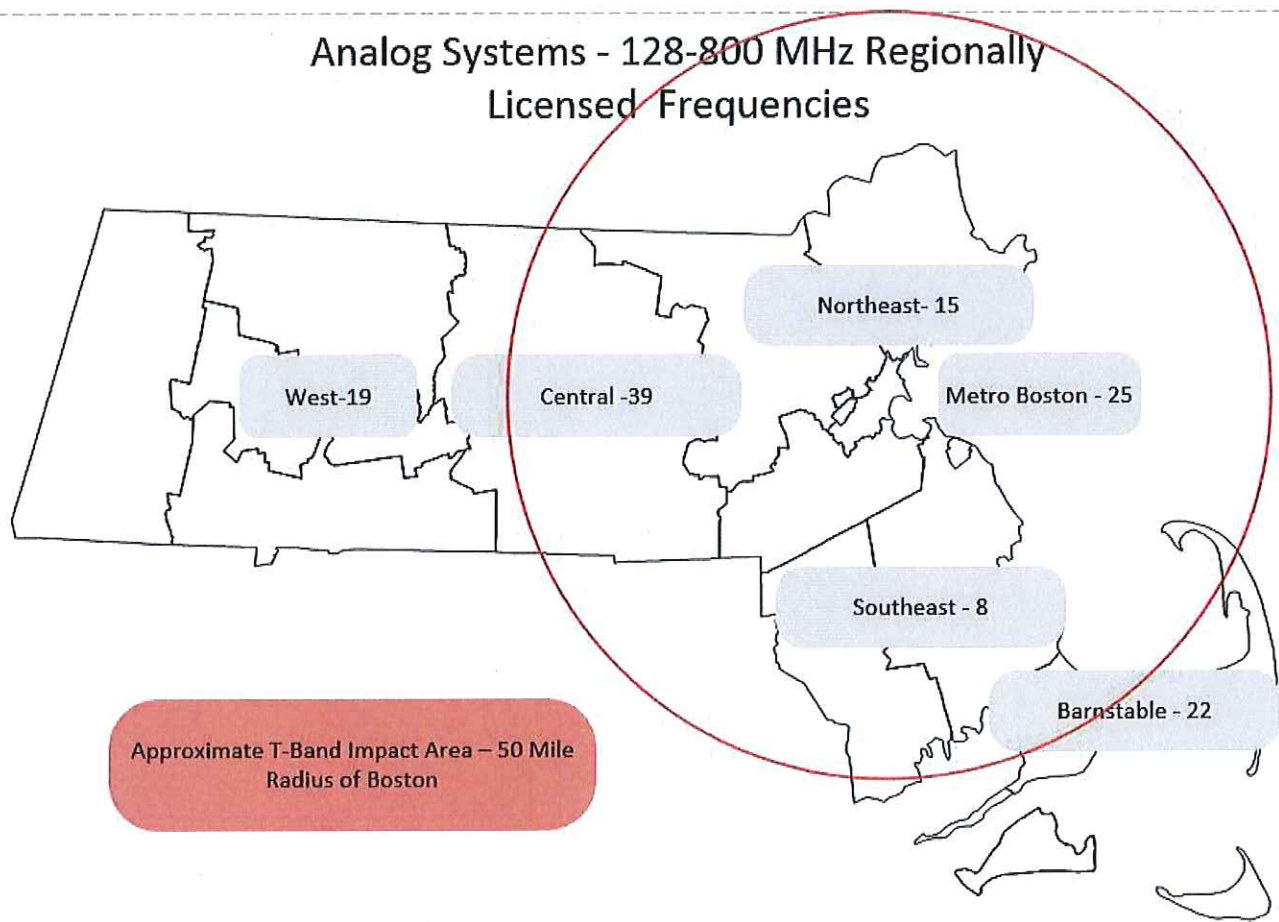 Analog Systems - 128-800 MHz Regionally
Licensed Frequencies
Northeast- 15
West-19
Central -39
Metro Boston - 25
Southeast - 8
Barnstable - 22
Approximate T-Band Impact Area – 50 Mile
Radius of Boston